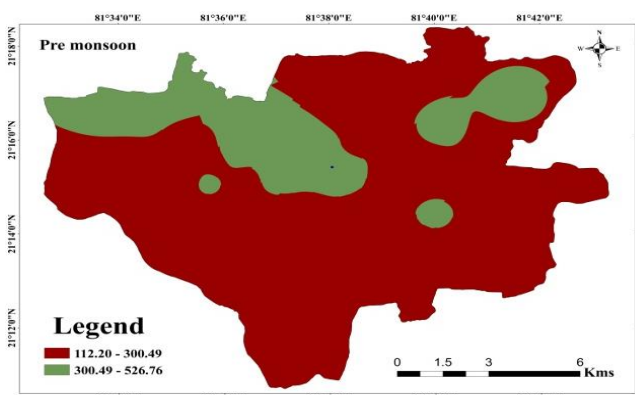 81°34'0"E 81°36'0"E 81°38'0"E 81°40'0"E 81°42'0"E
Pre monsoon
N
W E
S
21°18'0"N
21°16'0"N
21°14'0"N
21°12'0"N
Legend
112.20 - 300.49
300.49 - 526.76
0 1.5 3 6
Kms